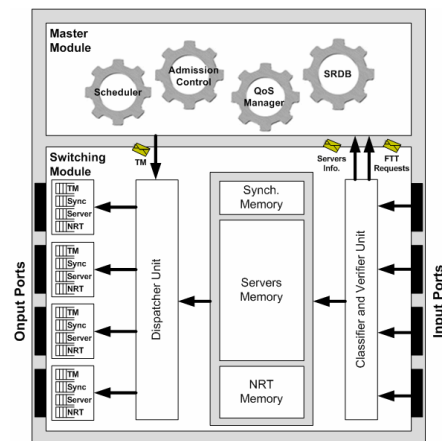 Master
Module
Scheduler
Admission
Control
QoS
Manager
SRDB
TM
Servers
Info.
FTT
Requests
Switching
Module
TM
Sync
Server
NRT
TM
Sync
Server
NRT
TM
Sync
Server
NRT
TM
Sync
Server
NRT
Onput Ports
Dispatcher Unit
Synch.
Memory
Servers
Memory
NRT
Memory
Classifier and Verifier Unit
Input Ports